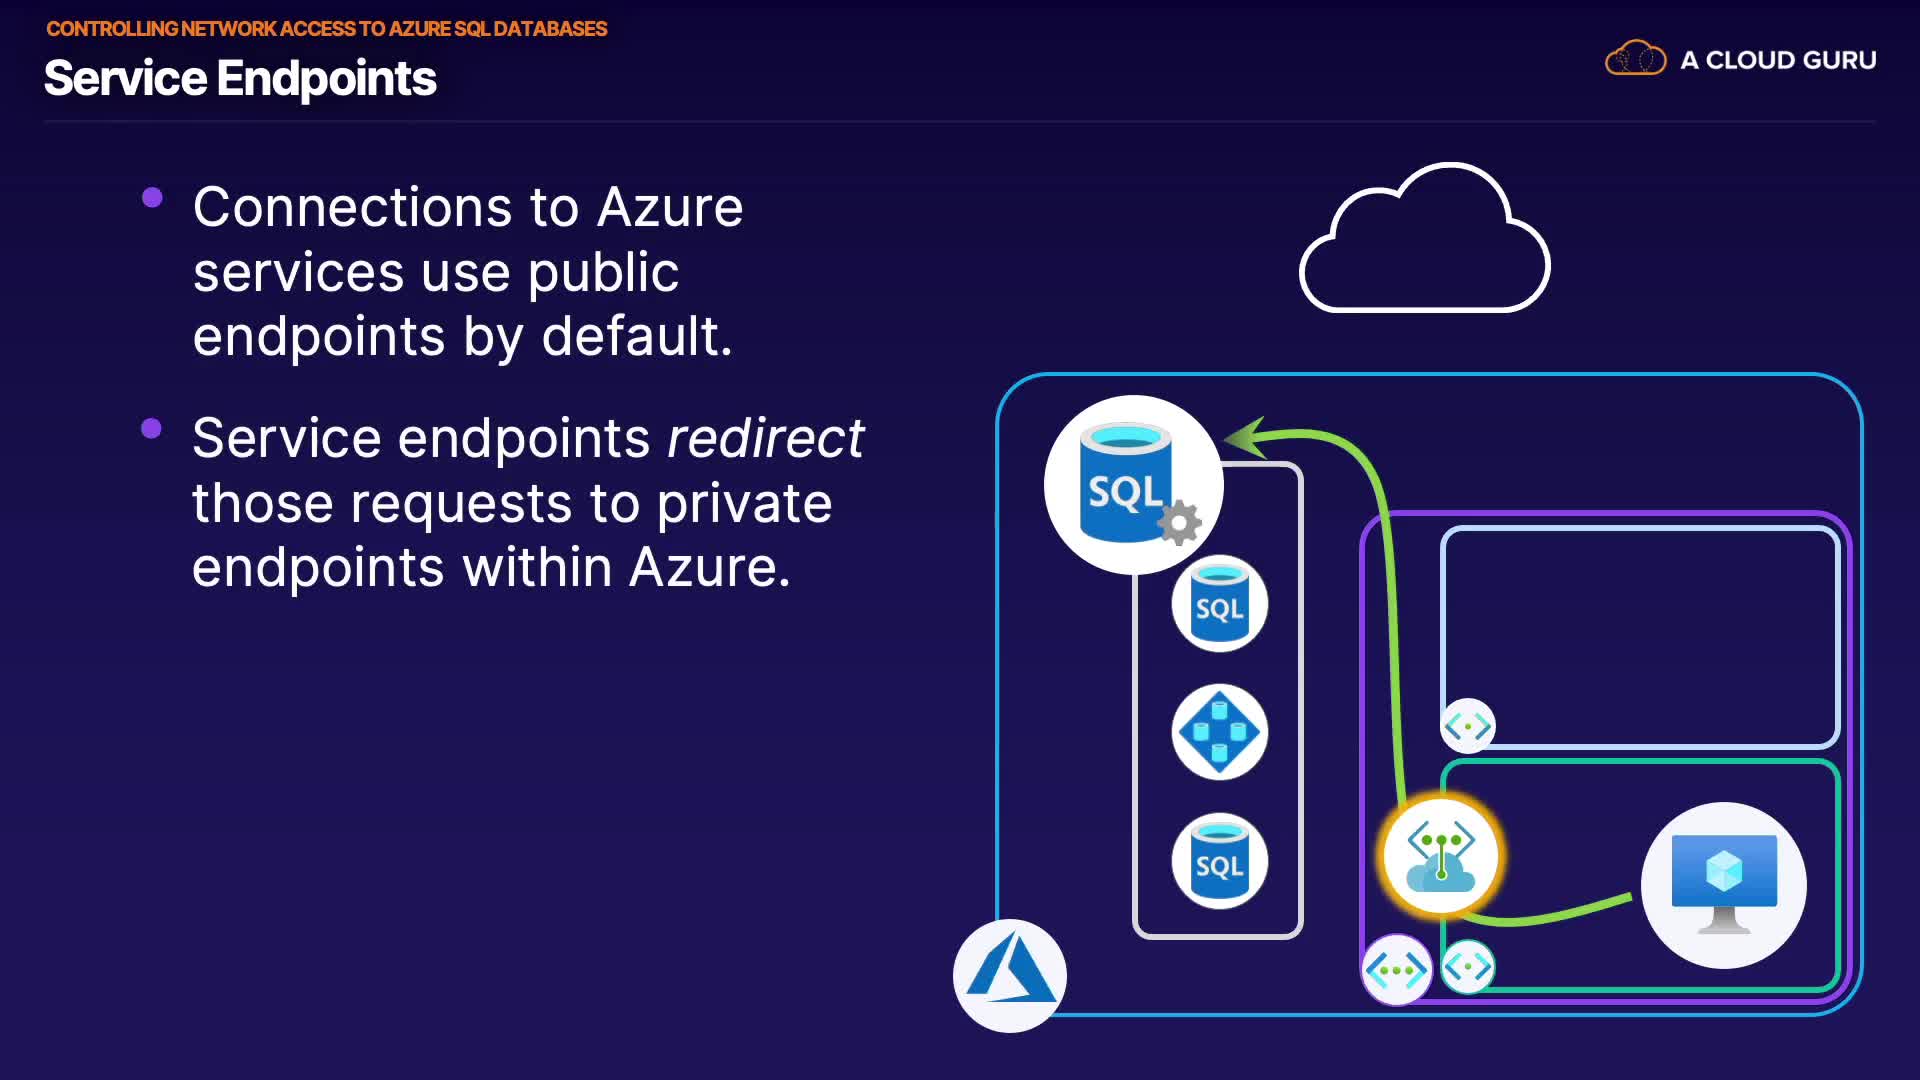 CONTROLLING NETWORK ACCESS TO AZURE SQL DATABASES
Service Endpoints
A CLOUD GURU
Connections to Azure
services use public
endpoints by default.
Service endpoints redirect
those requests to private
endpoints within Azure.
SQL
SQL
SQL